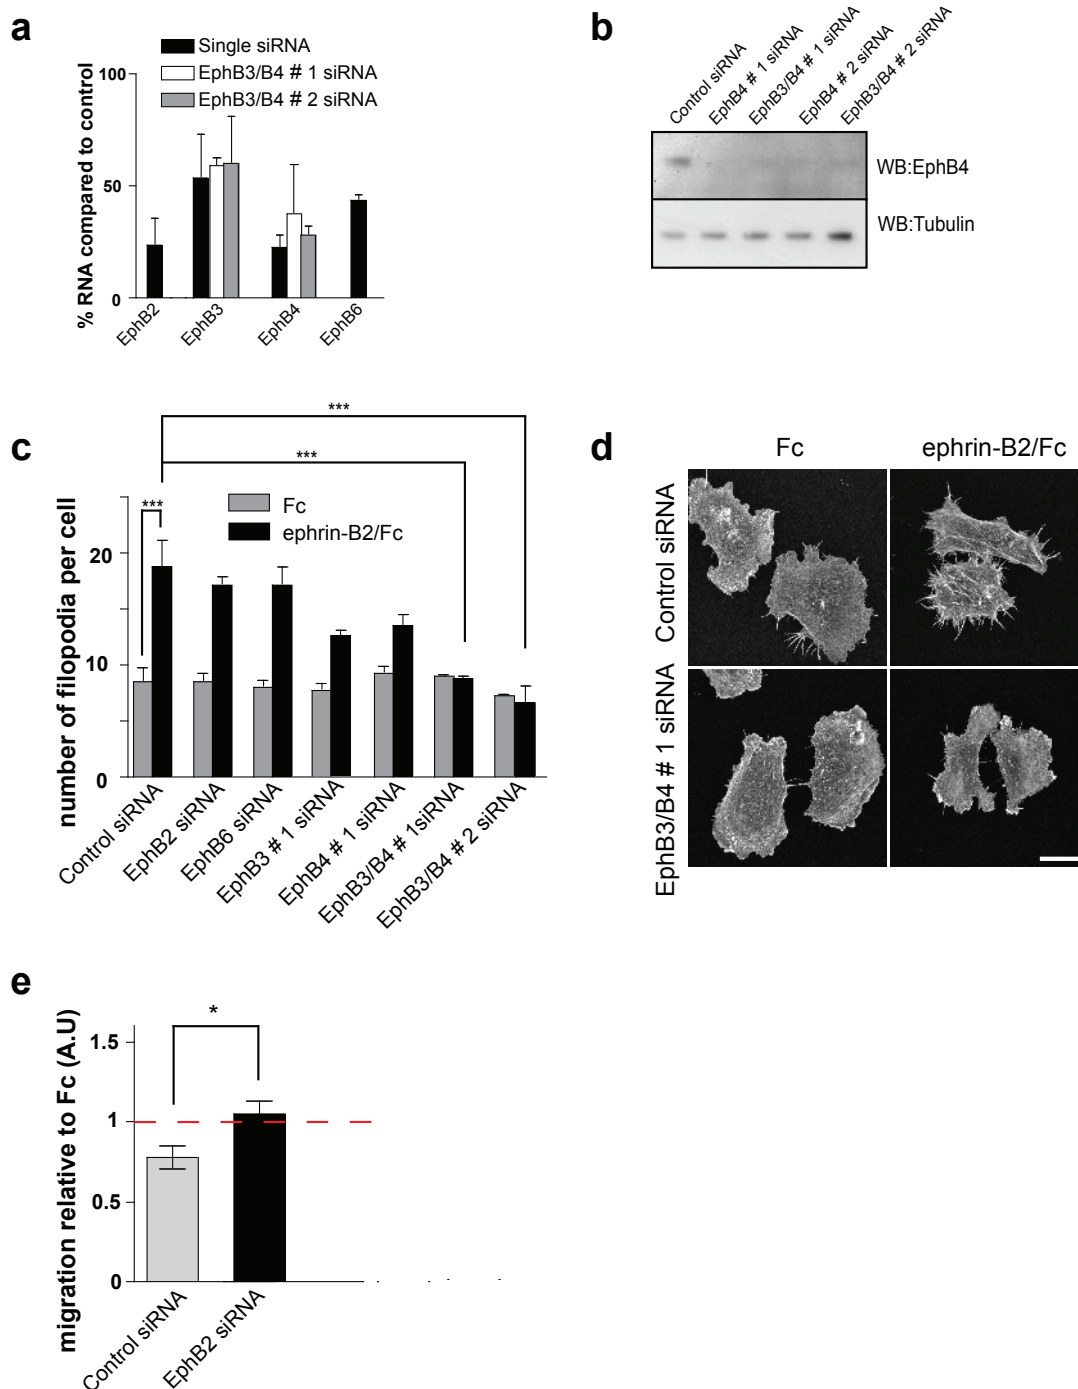 a
Single siRNA
EphB3/B4 # 1 siRNA
EphB3/B4 # 2 siRNA
% RNA compared to control
100
50
0
EphB2
EphB3
EphB4
EphB6
b
Control siRNA
EphB4 # 1 siRNA
EphB3/B4 # 1 siRNA
EphB4 # 2 siRNA
EphB3/B4 # 2 siRNA
WB:EphB4
WB:Tubulin
c
***
***
***
Fc
ephrin-B2/Fc
number of filopodia per cell
20
10
0
Control siRNA
EphB2 siRNA
EphB6 siRNA
EphB3 # 1 siRNA
EphB4 # 1 siRNA
EphB3/B4 # 1siRNA
EphB3/B4 # 2 siRNA
d
Fc
ephrin-B2/Fc
Control siRNA
EphB3/B4 # 1 siRNA
e
*
migration relative to Fc (A.U)
1.5
1
0.5
0
Control siRNA
EphB2 siRNA